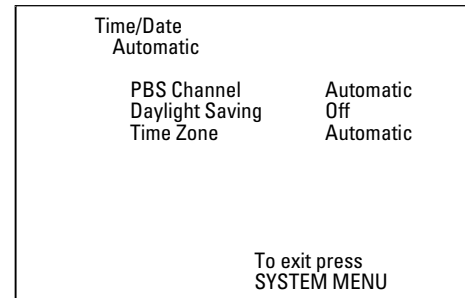 Time/Date
Automatic
PBS Channel Automatic
Daylight Saving Off
Time Zone Automatic
To exit press
SYSTEM MENU